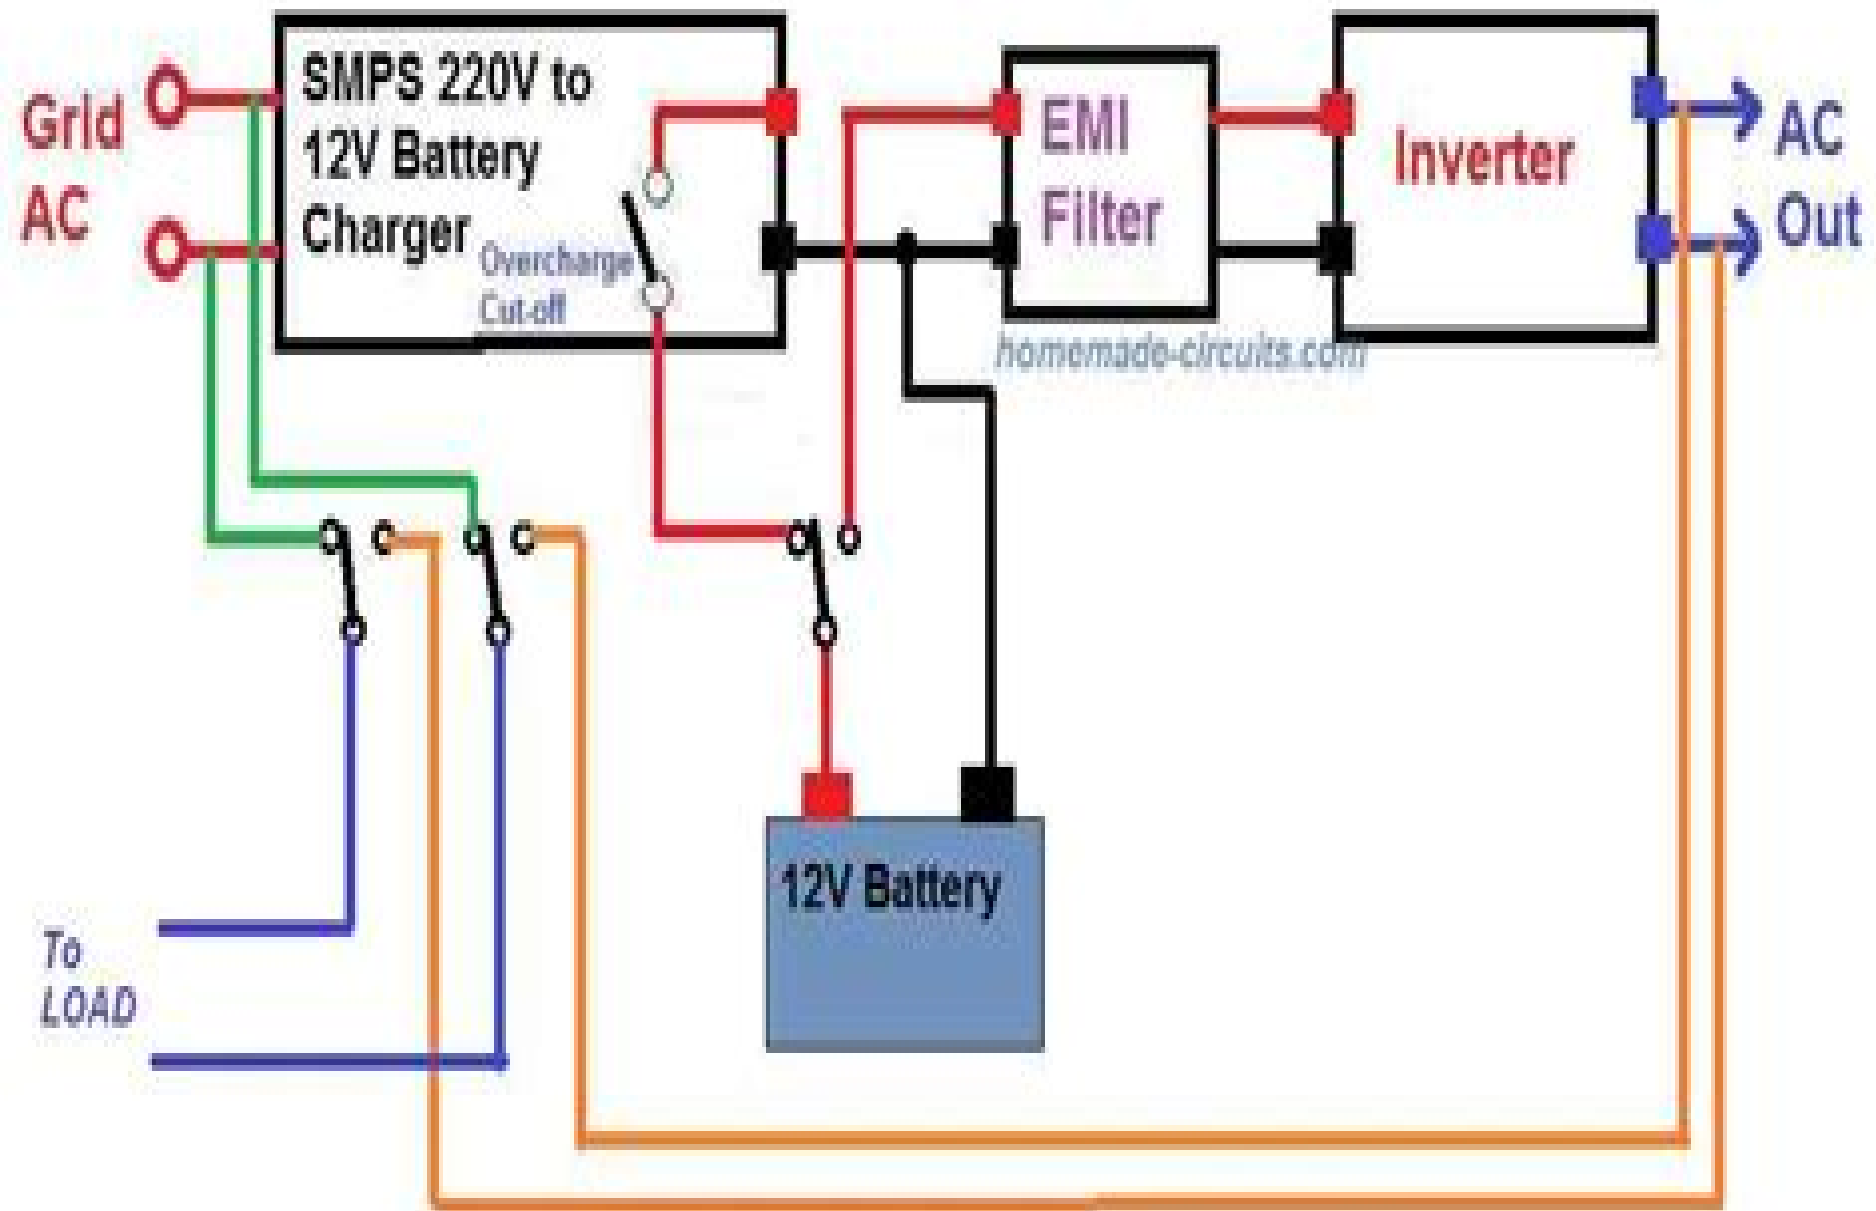 Grid
AC
SMPS 220V to
12V Battery
Charger
Overcharge
Cut-off
EMI
Filter
Inverter
AC
Out
homemade-circuits.com
12V Battery
To
LOAD